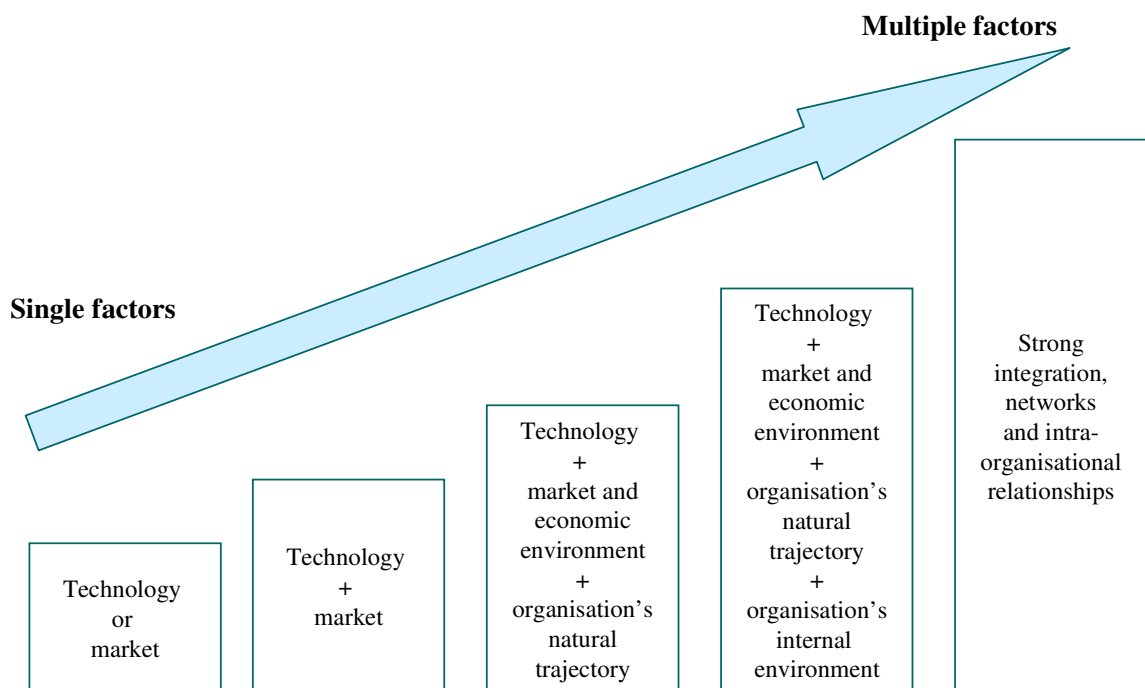 Multiple factors
Single factors
Technology
or
market
Technology
+
market
Technology
+
market and
economic
environment
+
organisation’s
natural
trajectory
Technology
+
market and
economic
environment
+
organisation’s
natural
trajectory
+
organisation’s
internal
environment
Strong
integration,
networks
and intra-
organisational
relationships